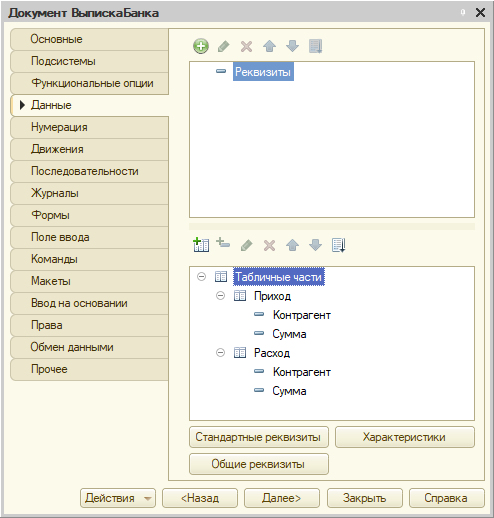 Документ ВыпискаБанка
Основные
Подсистемы
Функциональные опции
Данные
Нумерация
Движения
Последовательности
Журналы
Формы
Поле ввода
Команды
Макеты
Ввод на основании
Права
Обмен данными
Прочее
Реквизиты
Табличные части
Приход
Контрагент
Сумма
Расход
Контрагент
Сумма
Стандартные реквизиты
Характеристики
Общие реквизиты
Действия
<Назад
Далее>
Закрыть
Справка